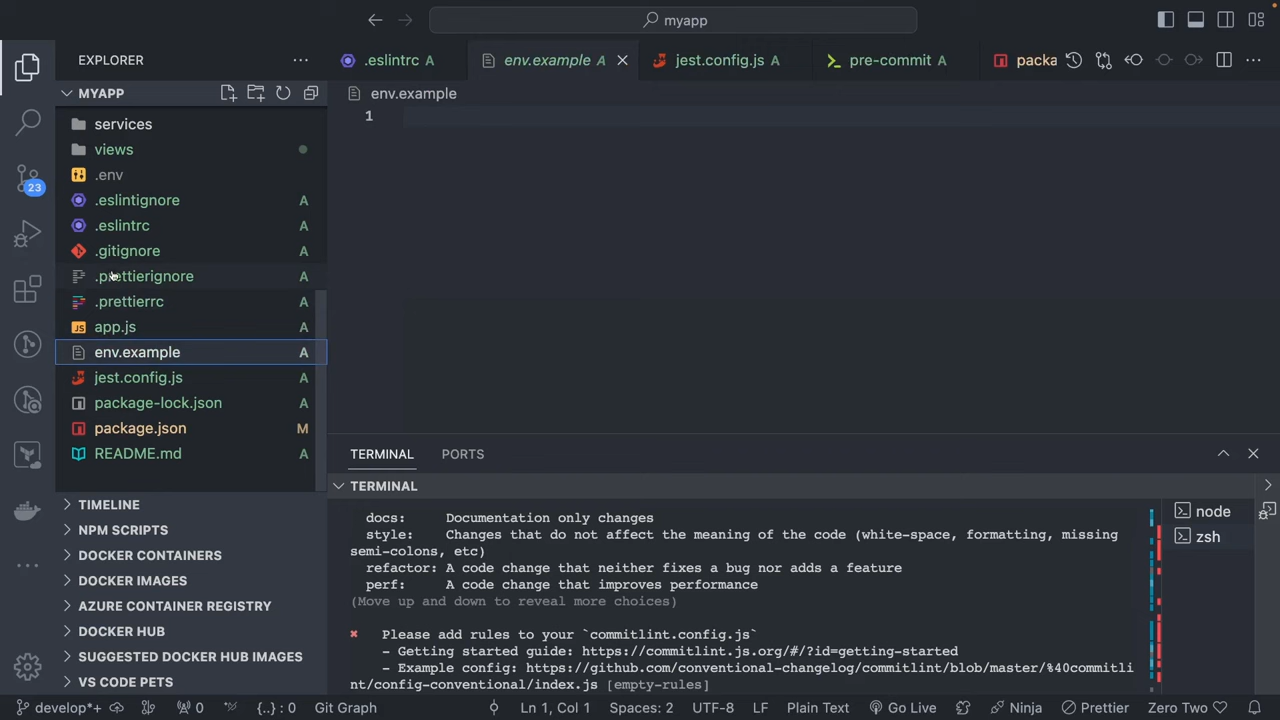 myapp
EXPLORER
.eslintrc A
env.example A
jest.config.js A
pre-commit A
packa
MYAPP
env.example
1
services
views
.env
.eslintignore A
.eslintrc A
.gitignore A
.prettierignore A
.prettierrc A
app.js A
env.example A
jest.config.js A
package-lock.json A
package.json M
README.md A
23
TIMELINE
NPM SCRIPTS
DOCKER CONTAINERS
DOCKER IMAGES
AZURE CONTAINER REGISTRY
DOCKER HUB
SUGGESTED DOCKER HUB IMAGES
VS CODE PETS
TERMINAL PORTS
TERMINAL
docs: Documentation only changes
style: Changes that do not affect the meaning of the code (white-space, formatting, missing
semi-colons, etc)
refactor: A code change that neither fixes a bug nor adds a feature
perf: A code change that improves performance
(Move up and down to reveal more choices)
✖ Please add rules to your `commitlint.config.js`
- Getting started guide: https://commitlint.js.org/#/?id=getting-started
- Example config: https://github.com/conventional-changelog/commitlint/blob/master/%40commitli
nt/config-conventional/index.js [empty-rules]
node
zsh
develop*+ 0 {..} : 0 Git Graph Ln 1, Col 1 Spaces: 2 UTF-8 LF Plain Text Go Live Ninja Prettier Zero Two